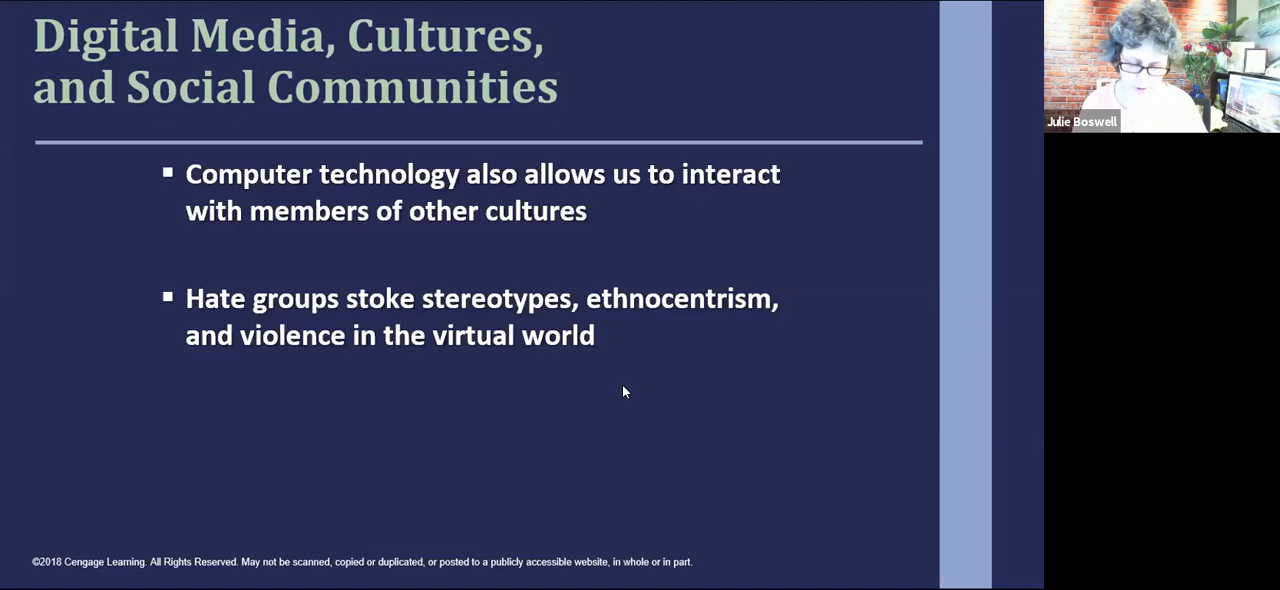 Digital Media, Cultures,
and Social Communities
▪ Computer technology also allows us to interact
with members of other cultures
▪ Hate groups stoke stereotypes, ethnocentrism,
and violence in the virtual world
©2018 Cengage Learning. All Rights Reserved. May not be scanned, copied or duplicated, or posted to a publicly accessible website, in whole or in part.
Julie Boswell